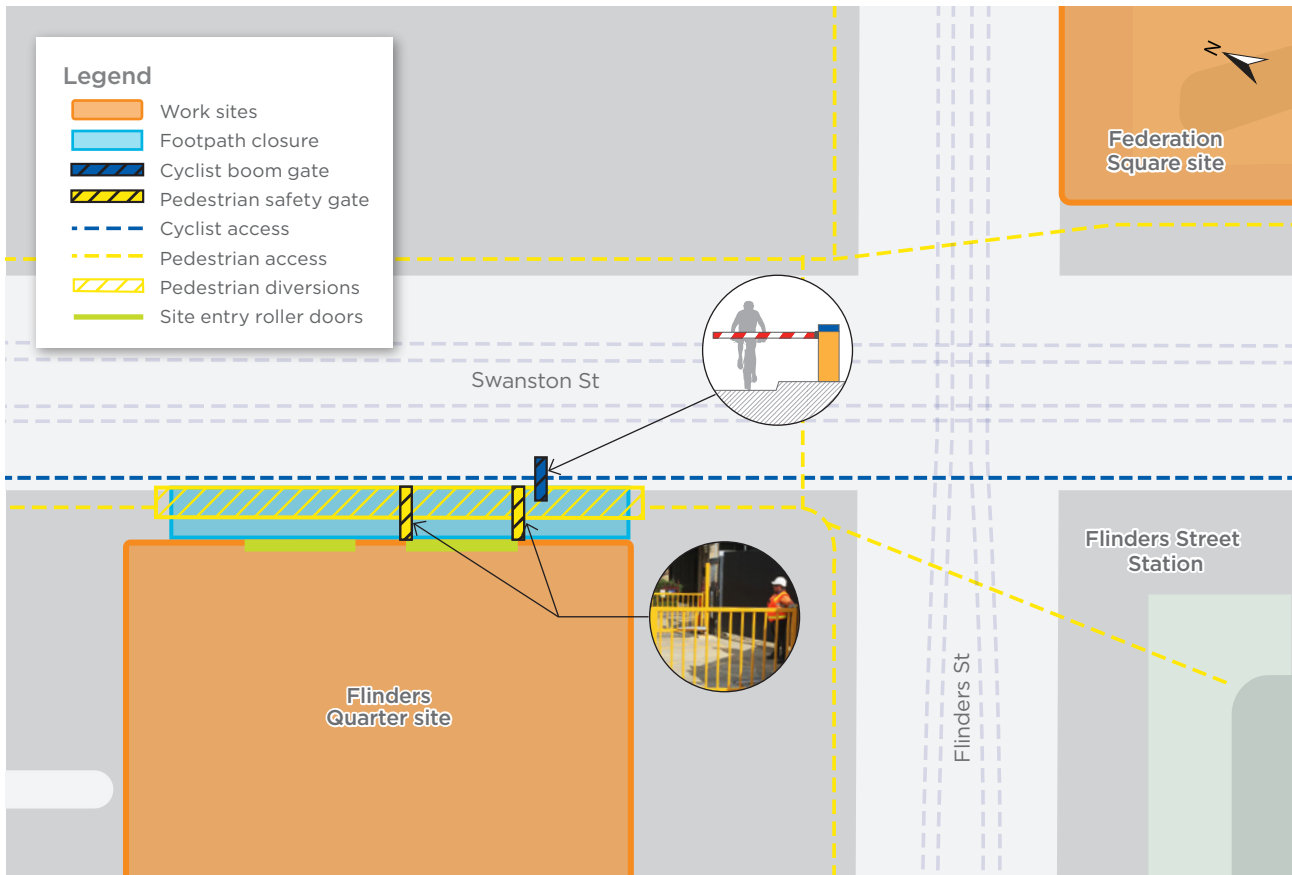 Legend
Work sites
Footpath closure
Cyclist boom gate
Pedestrian safety gate
Cyclist access
Pedestrian access
Pedestrian diversions
Site entry roller doors
N
Federation
Square site
Swanston St
Flinders Street
Station
Flinders St
Flinders
Quarter site